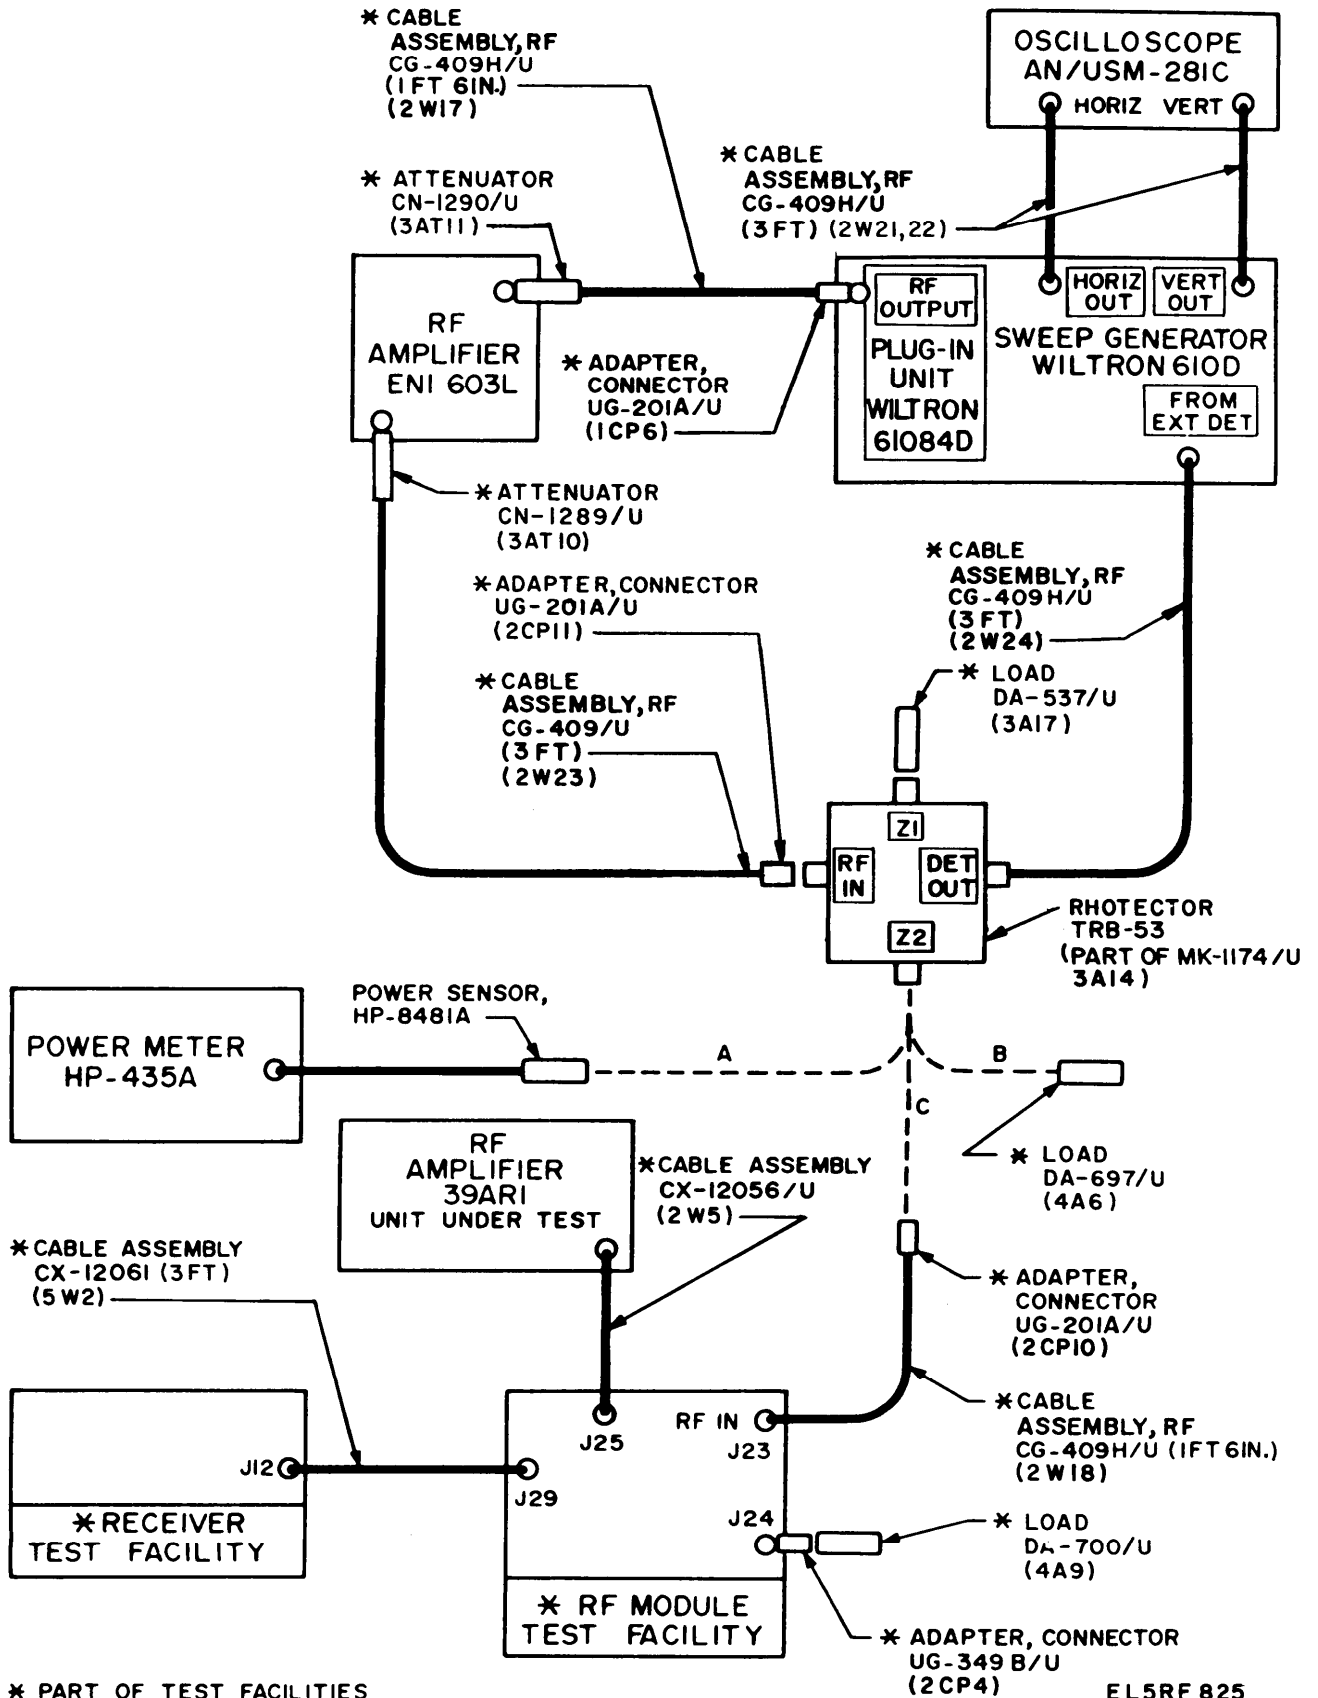 * CABLE
ASSEMBLY, RF
CG-409H/U
(1FT 6IN.)
(2W17)
OSCILLOSCOPE
AN/USM-281C
HORIZ VERT
* ATTENUATOR
CN-1290/U
(3AT11)
* CABLE
ASSEMBLY, RF
CG-409H/U
(3FT) (2W21,22)
RF
AMPLIFIER
ENI 603L
* ADAPTER,
CONNECTOR
UG-201A/U
(1CP6)
RF
OUTPUT
PLUG-IN
UNIT
WILTRON
61084D
HORIZ
OUT
VERT
OUT
SWEEP GENERATOR
WILTRON 610D
FROM
EXT DET
* ATTENUATOR
CN-1289/U
(3AT10)
* ADAPTER, CONNECTOR
UG-201A/U
(2CP11)
* CABLE
ASSEMBLY, RF
CG-409H/U
(3FT)
(2W24)
* CABLE
ASSEMBLY, RF
CG-409/U
(3FT)
(2W23)
* LOAD
DA-537/U
(3A17)
Z1
RF
IN
DET
OUT
Z2
RHOTECTOR
TRB-53
(PART OF MK-1174/U
3A14)
POWER METER
HP-435A
POWER SENSOR,
HP-8481A
A
B
C
* LOAD
DA-697/U
(4A6)
RF
AMPLIFIER
39AR1
UNIT UNDER TEST
* CABLE ASSEMBLY
CX-12056/U
(2W5)
* CABLE ASSEMBLY
CX-12061 (3FT)
(5W2)
* ADAPTER,
CONNECTOR
UG-201A/U
(2CP10)
* CABLE
ASSEMBLY, RF
CG-409H/U (1FT 6IN.)
(2W18)
J12
* RECEIVER
TEST FACILITY
J25
RF IN
J23
J29
J24
* RF MODULE
TEST FACILITY
* LOAD
DA-700/U
(4A9)
* ADAPTER, CONNECTOR
UG-349B/U
(2CP4)
* PART OF TEST FACILITIES
EL5RF825